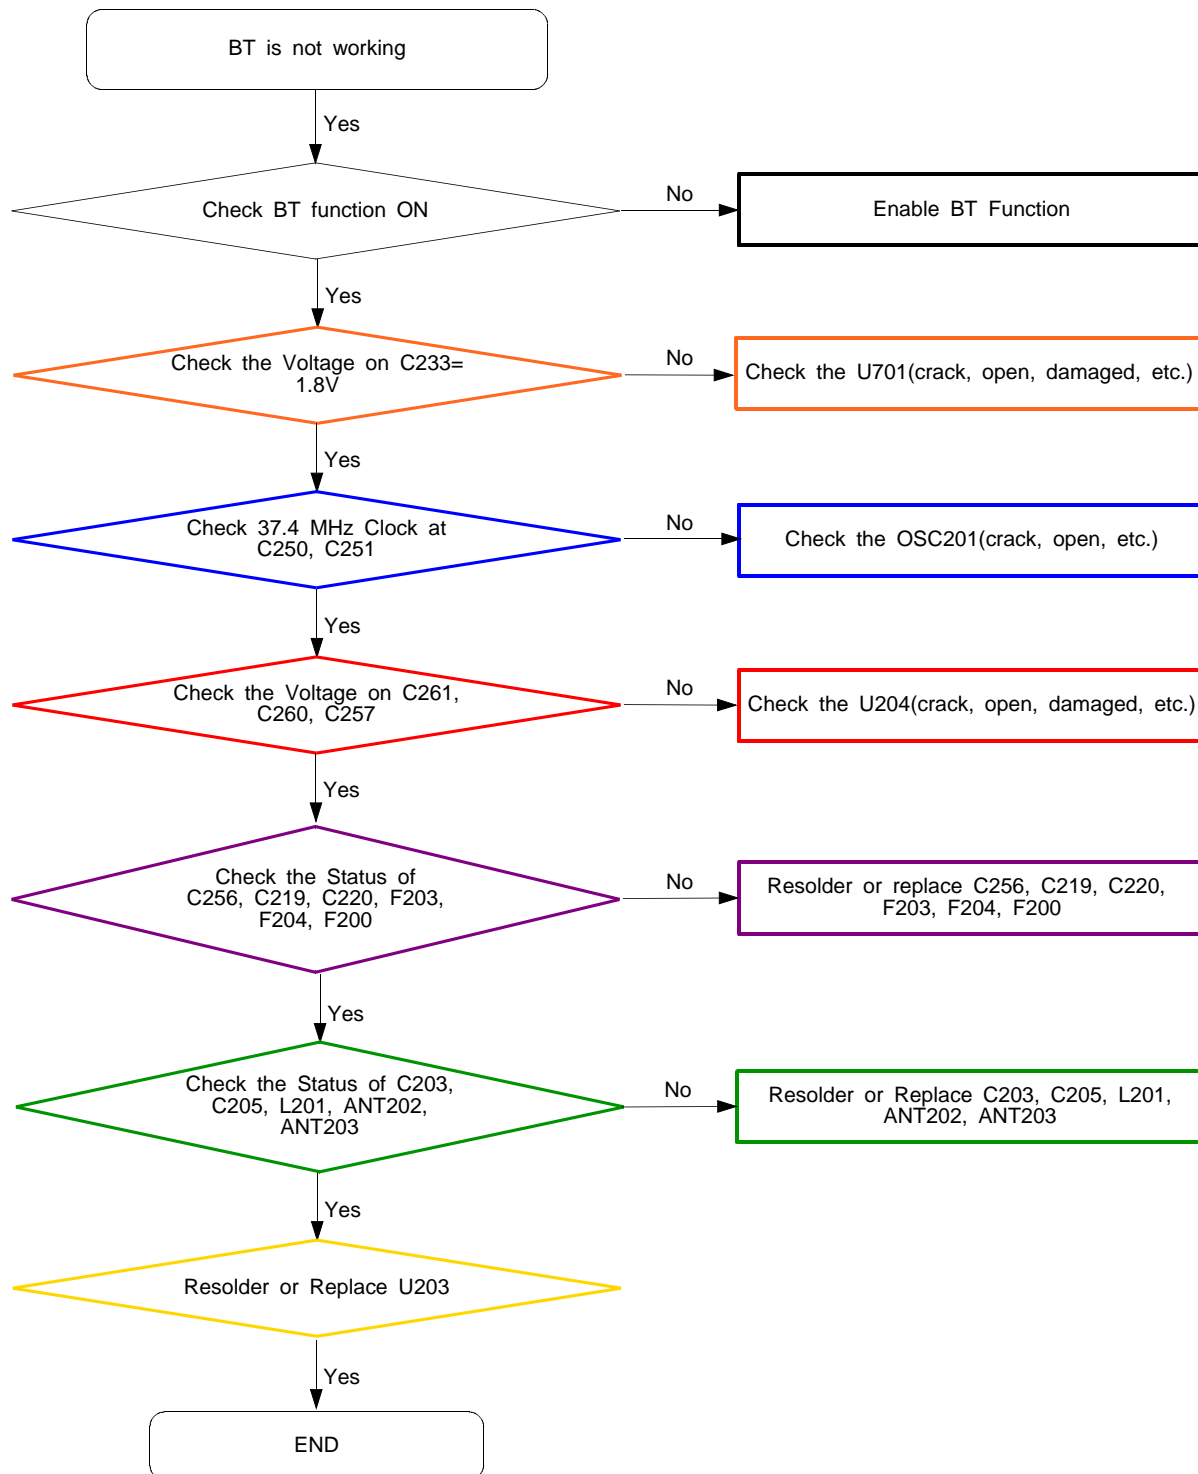 BT is not working
Yes
Check BT function ON
No
Enable BT Function
Yes
Check the Voltage on C233=
1.8V
No
Check the U701(crack, open, damaged, etc.)
Yes
Check 37.4 MHz Clock at
C250, C251
No
Check the OSC201(crack, open, etc.)
Yes
Check the Voltage on C261,
C260, C257
No
Check the U204(crack, open, damaged, etc.)
Yes
Check the Status of
C256, C219, C220, F203,
F204, F200
No
Resolder or replace C256, C219, C220,
F203, F204, F200
Yes
Check the Status of C203,
C205, L201, ANT202,
ANT203
No
Resolder or Replace C203, C205, L201,
ANT202, ANT203
Yes
Resolder or Replace U203
Yes
END